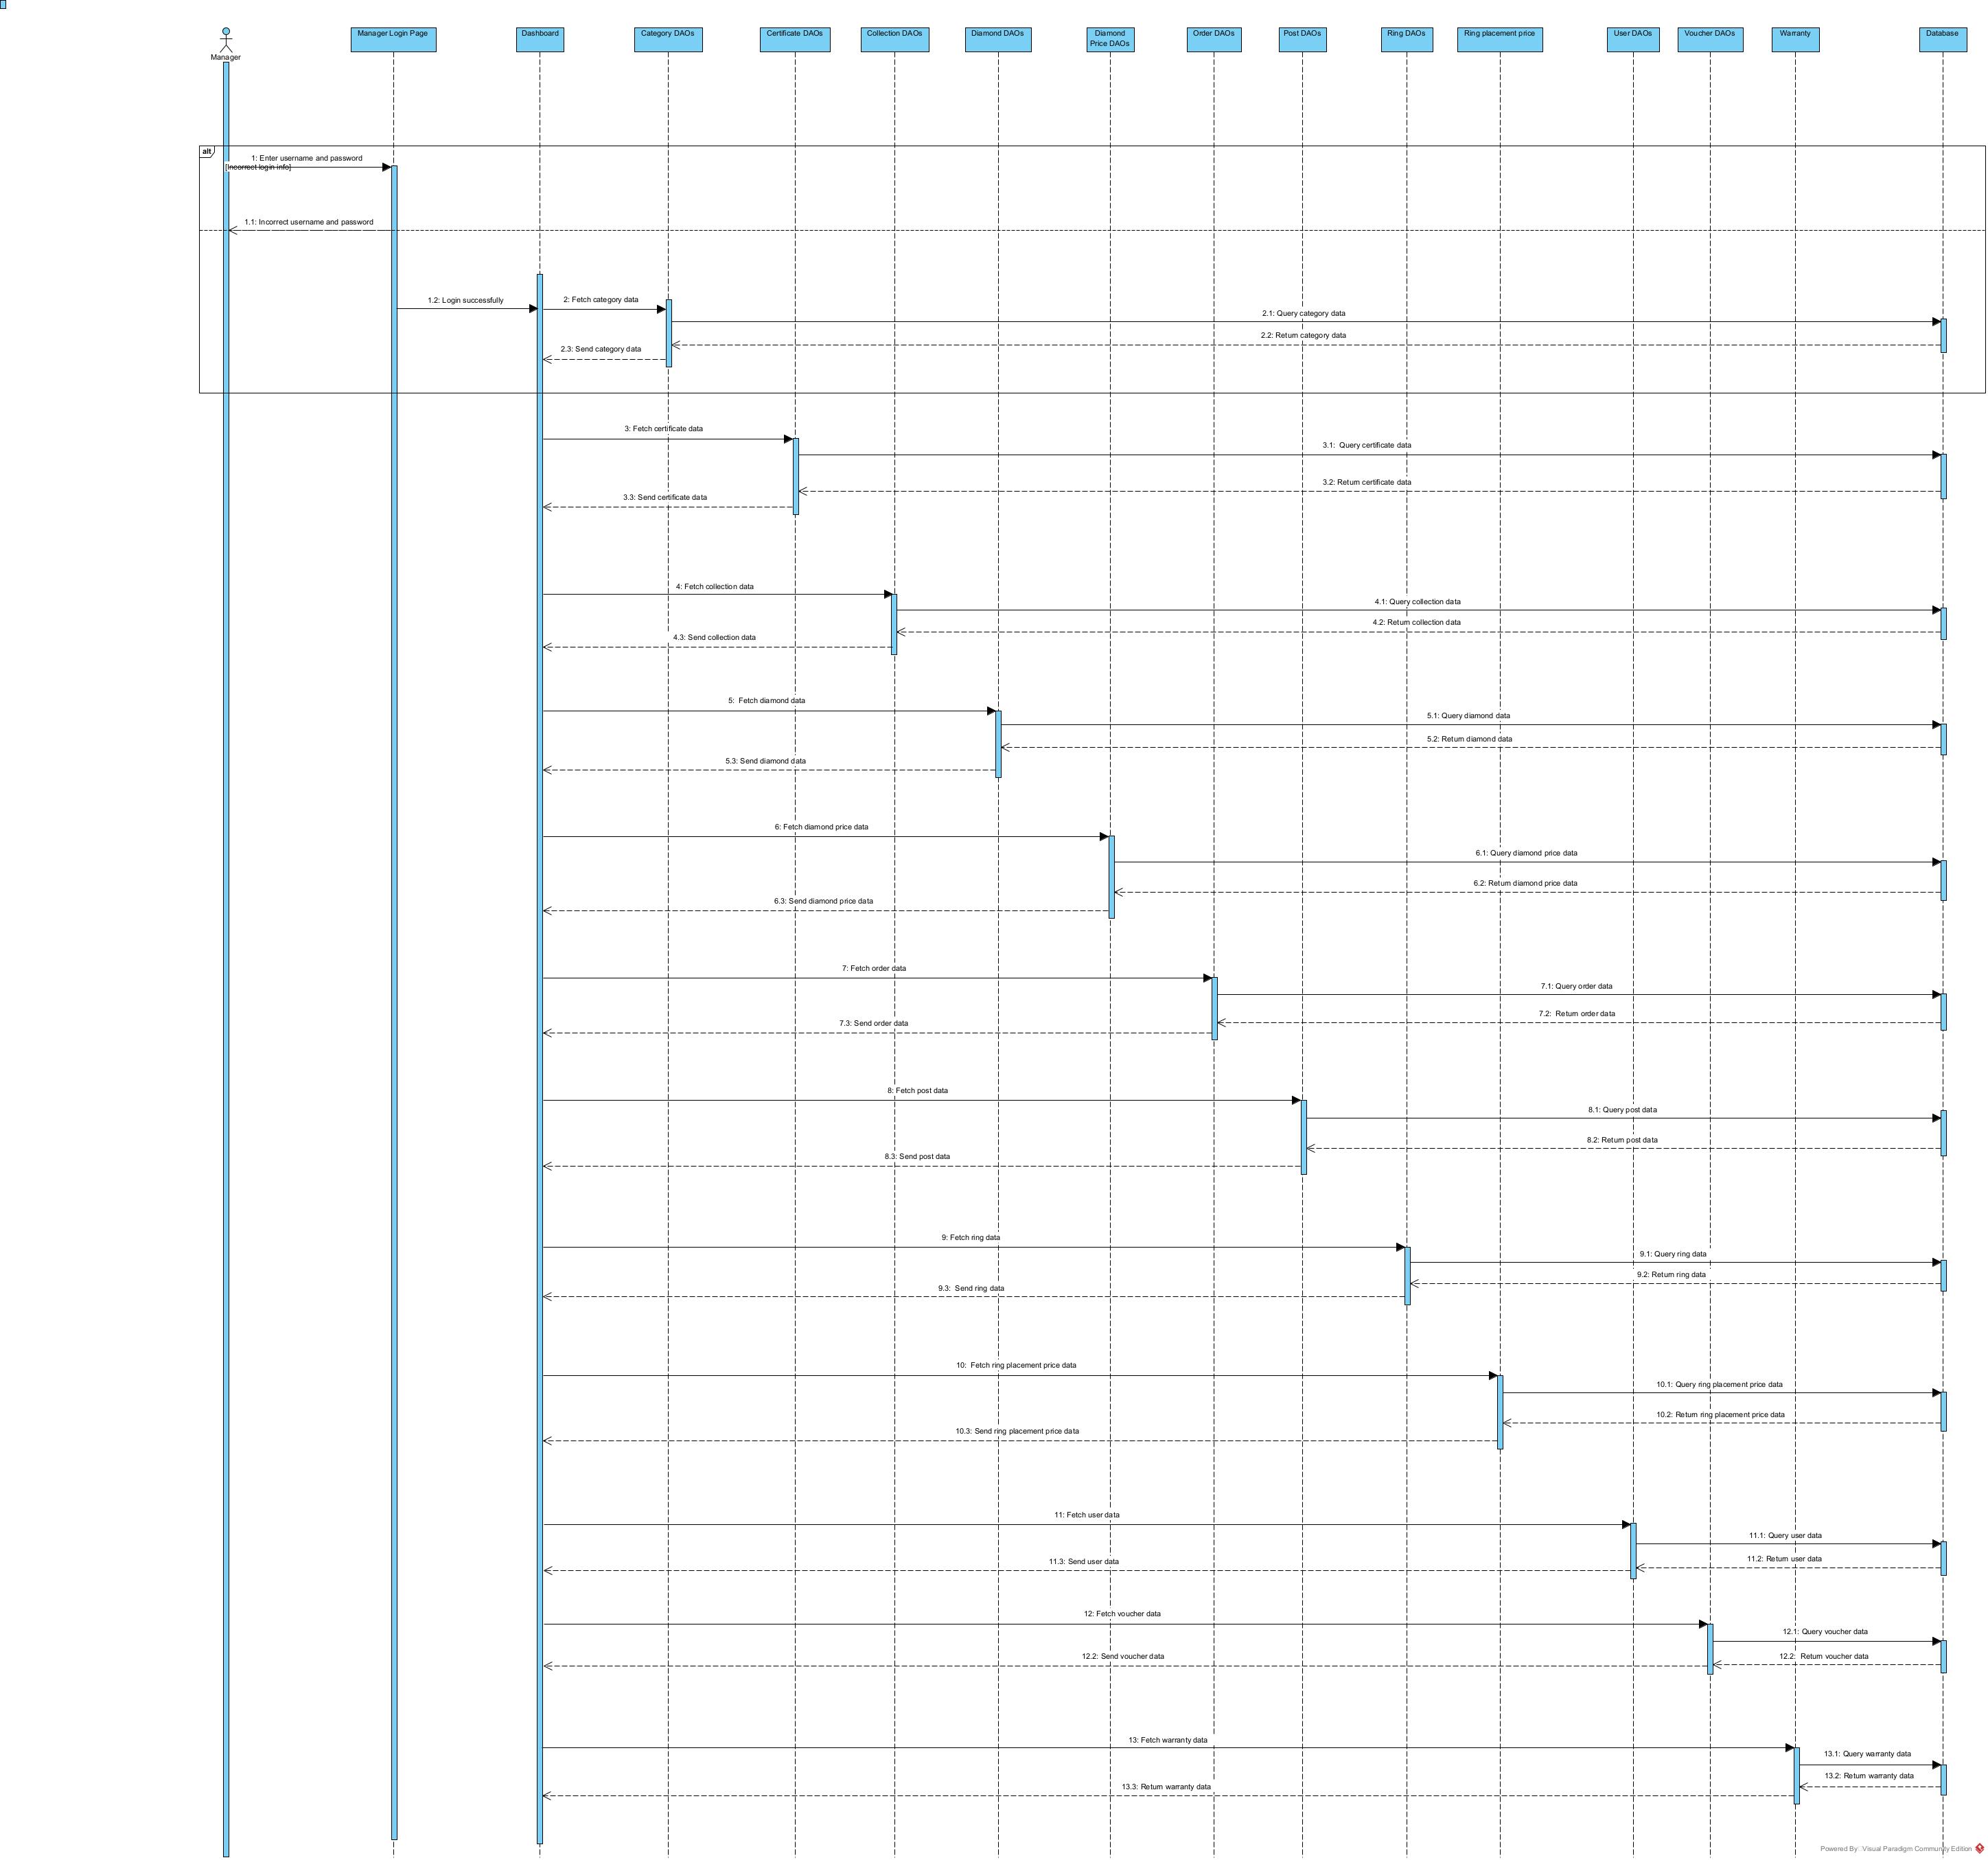 Manager
Manager Login Page
Dashboard
Category DAOs
Certificate DAOs
Collection DAOs
Diamond DAOs
Diamond
Price DAOs
Order DAOs
Post DAOs
Ring DAOs
Ring placement price
User DAOs
Voucher DAOs
Warranty
Database
alt
1: Enter username and password
[Incorrect login info]
1.1: Incorrect username and password
1.2: Login successfully
2: Fetch category data
2.1: Query category data
2.2: Return category data
2.3: Send category data
3: Fetch certificate data
3.1: Query certificate data
3.2: Return certificate data
3.3: Send certificate data
4: Fetch collection data
4.1: Query collection data
4.2: Return collection data
4.3: Send collection data
5: Fetch diamond data
5.1: Query diamond data
5.2: Return diamond data
5.3: Send diamond data
6: Fetch diamond price data
6.1: Query diamond price data
6.2: Return diamond price data
6.3: Send diamond price data
7: Fetch order data
7.1: Query order data
7.2: Return order data
7.3: Send order data
8: Fetch post data
8.1: Query post data
8.2: Return post data
8.3: Send post data
9: Fetch ring data
9.1: Query ring data
9.2: Return ring data
9.3: Send ring data
10: Fetch ring placement price data
10.1: Query ring placement price data
10.2: Return ring placement price data
10.3: Send ring placement price data
11: Fetch user data
11.1: Query user data
11.2: Return user data
11.3: Send user data
12: Fetch voucher data
12.1: Query voucher data
12.2: Send voucher data
12.2: Return voucher data
13: Fetch warranty data
13.1: Query warranty data
13.2: Return warranty data
13.3: Return warranty data
Powered By: Visual Paradigm Community Edition